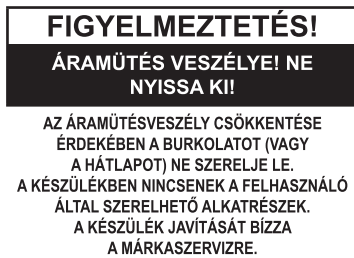 FIGYELMEZTETÉS!
ÁRAMÜTÉS VESZÉLYE! NE
NYISSA KI!
AZ ÁRAMÜTÉSVESZÉLY CSÖKKENTÉSE
ÉRDEKÉBEN A BURKOLATOT (VAGY
A HÁTLAPOT) NE SZERELJE LE.
A KÉSZÜLÉKBEN NINCSENEK A FELHASZNÁLÓ
ÁLTAL SZERELHETŐ ALKATRÉSZEK.
A KÉSZÜLÉK JAVÍTÁSÁT BÍZZA
A MÁRKASZERVIZRE.